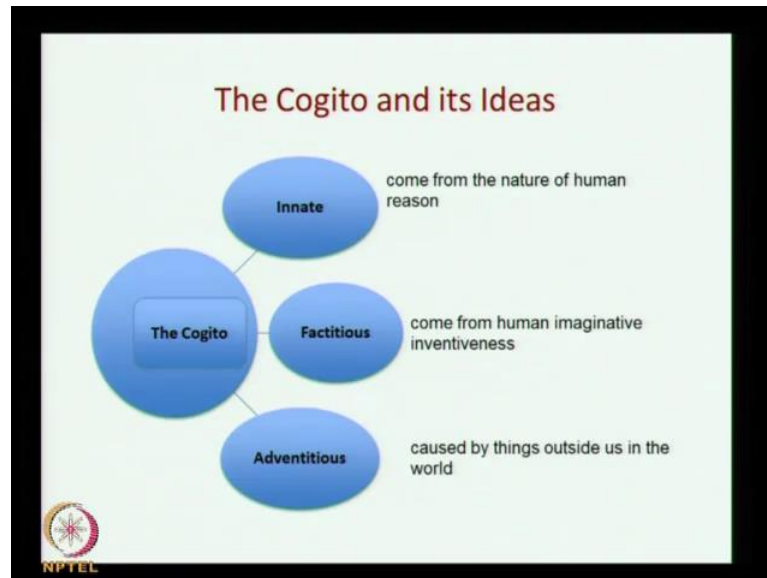 The Cogito and its Ideas
Innate
come from the nature of human
reason
The Cogito
Factitious
come from human imaginative
inventiveness
Adventitious
caused by things outside us in the
world
NPTEL